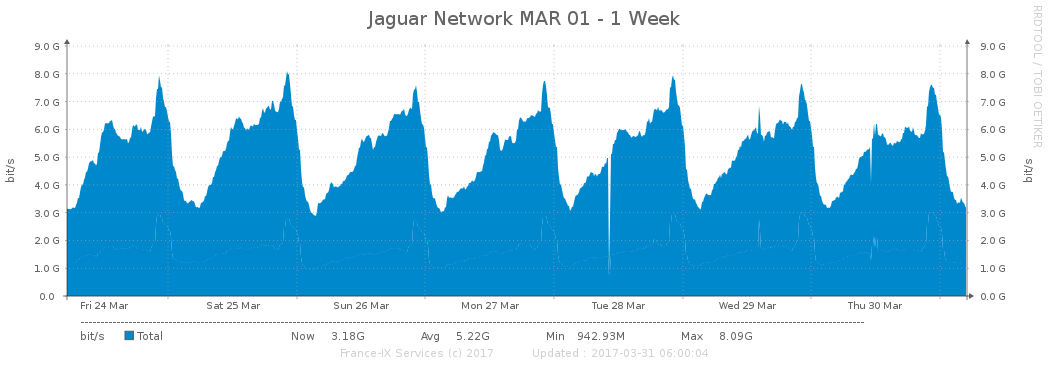 Jaguar Network MAR 01 - 1 Week
RRDTOOL / TOBI OETIKER
bit/s
9.0 G 9.0 G
8.0 G 8.0 G
7.0 G 7.0 G
6.0 G 6.0 G
5.0 G 5.0 G
4.0 G 4.0 G
3.0 G 3.0 G
2.0 G 2.0 G
1.0 G 1.0 G
0.0 0.0 G
bit/s
Fri 24 Mar Sat 25 Mar Sun 26 Mar Mon 27 Mar Tue 28 Mar Wed 29 Mar Thu 30 Mar
bit/s Total Now 3.18G Avg 5.22G Min 942.93M Max 8.09G
France-IX Services (c) 2017 Updated : 2017-03-31 06:00:04